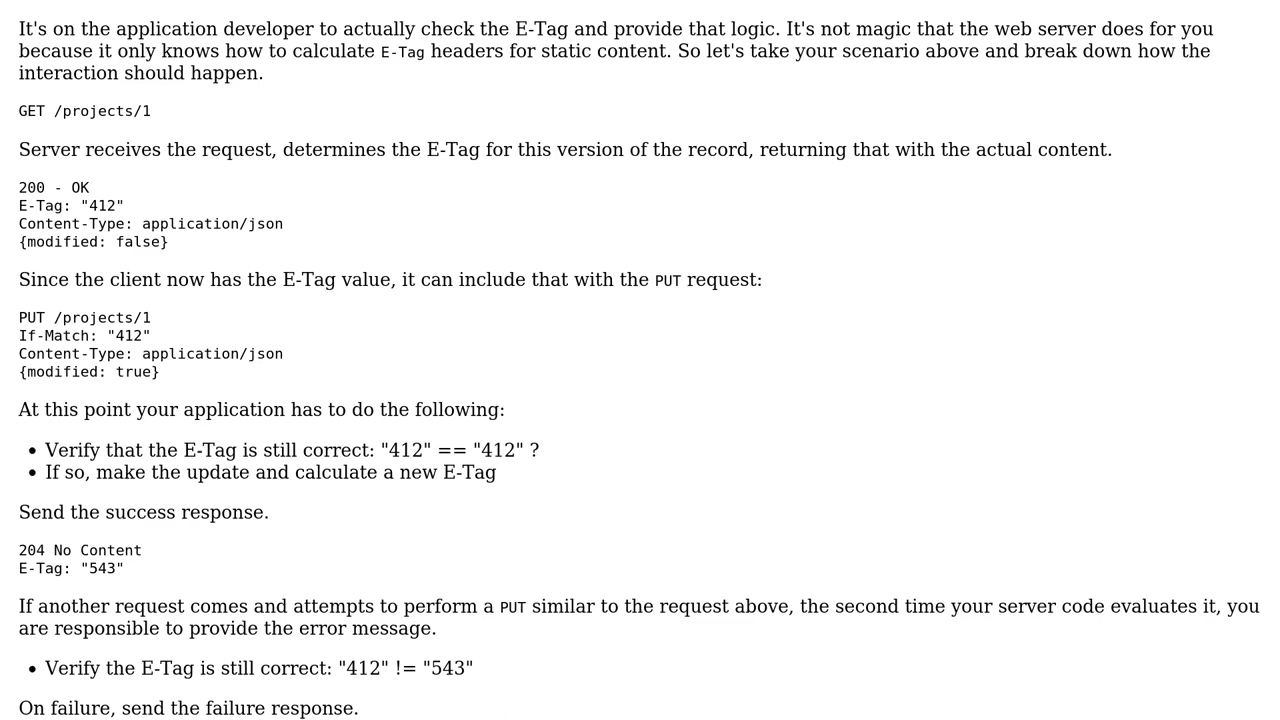 It's on the application developer to actually check the E-Tag and provide that logic. It's not magic that the web server does for you
because it only knows how to calculate E-Tag headers for static content. So let's take your scenario above and break down how the
interaction should happen.
GET /projects/1
Server receives the request, determines the E-Tag for this version of the record, returning that with the actual content.
200 - OK
E-Tag: "412"
Content-Type: application/json
{modified: false}
Since the client now has the E-Tag value, it can include that with the PUT request:
PUT /projects/1
If-Match: "412"
Content-Type: application/json
{modified: true}
At this point your application has to do the following:
• Verify that the E-Tag is still correct: "412" == "412" ?
• If so, make the update and calculate a new E-Tag
Send the success response.
204 No Content
E-Tag: "543"
If another request comes and attempts to perform a PUT similar to the request above, the second time your server code evaluates it, you
are responsible to provide the error message.
• Verify the E-Tag is still correct: "412" != "543"
On failure, send the failure response.